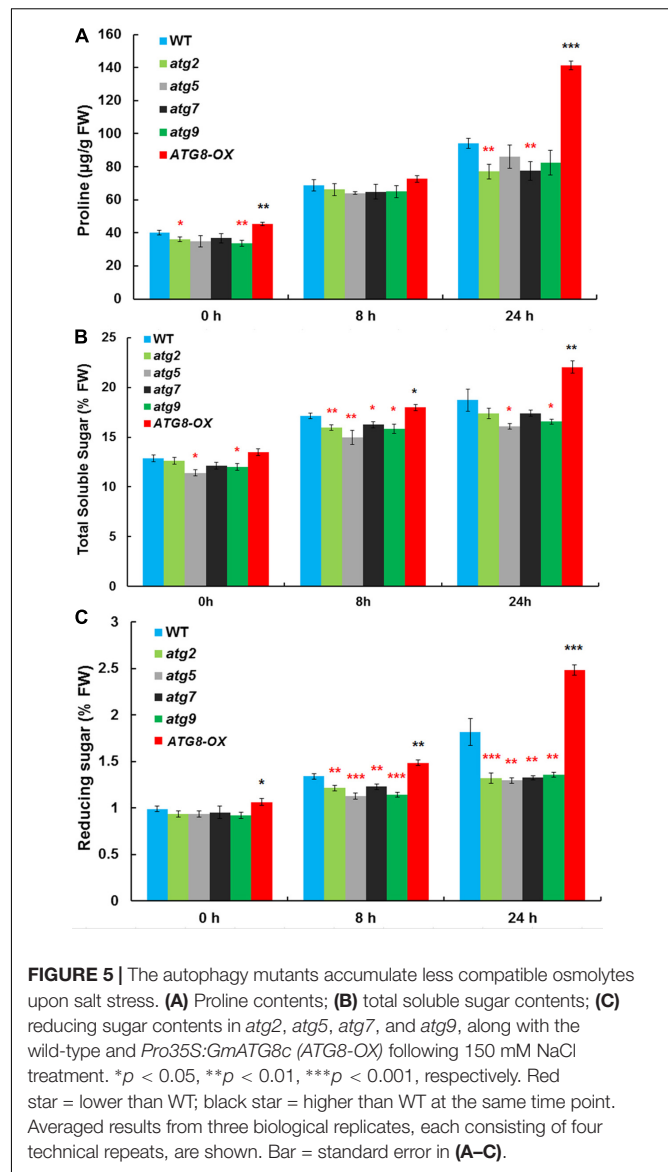 A
160
140
120
100
80
60
40
20
0
Proline (µg/g FW)
WT
atg2
atg5
atg7
atg9
ATG8-OX
*
**
**
**
**
***
0 h
8 h
24 h
B
25
20
15
10
5
0
Total Soluble Sugar (% FW)
WT
atg2
atg5
atg7
atg9
ATG8-OX
*
*
**
**
*
*
*
*
*
**
0h
8h
24h
C
3
2.5
2
1.5
1
0.5
0
Reducing sugar (% FW)
WT
atg2
atg5
atg7
atg9
ATG8-OX
*
**
***
**
***
**
***
**
**
**
***
0 h
8 h
24 h
FIGURE 5 | The autophagy mutants accumulate less compatible osmolytes
upon salt stress. (A) Proline contents; (B) total soluble sugar contents; (C)
reducing sugar contents in atg2, atg5, atg7, and atg9, along with the
wild-type and Pro35S:GmATG8c (ATG8-OX) following 150 mM NaCl
treatment. *p < 0.05, **p < 0.01, ***p < 0.001, respectively. Red
star = lower than WT; black star = higher than WT at the same time point.
Averaged results from three biological replicates, each consisting of four
technical repeats, are shown. Bar = standard error in (A–C).